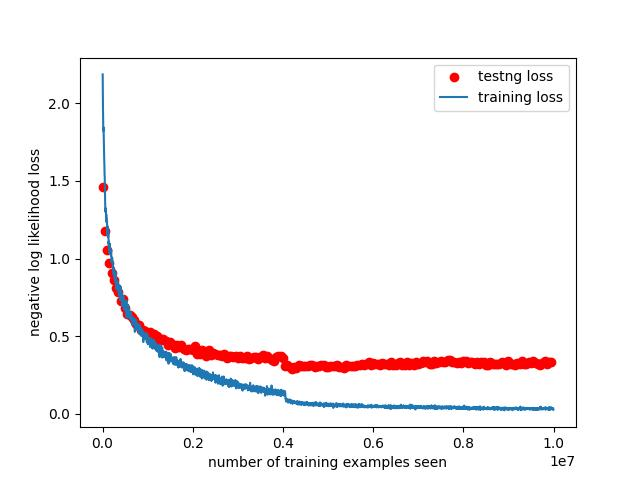 testng loss
training loss
negative log likelihood loss
2.0
1.5
1.0
0.5
0.0
0.0
0.2
0.4
0.6
0.8
1.0
1e7
number of training examples seen